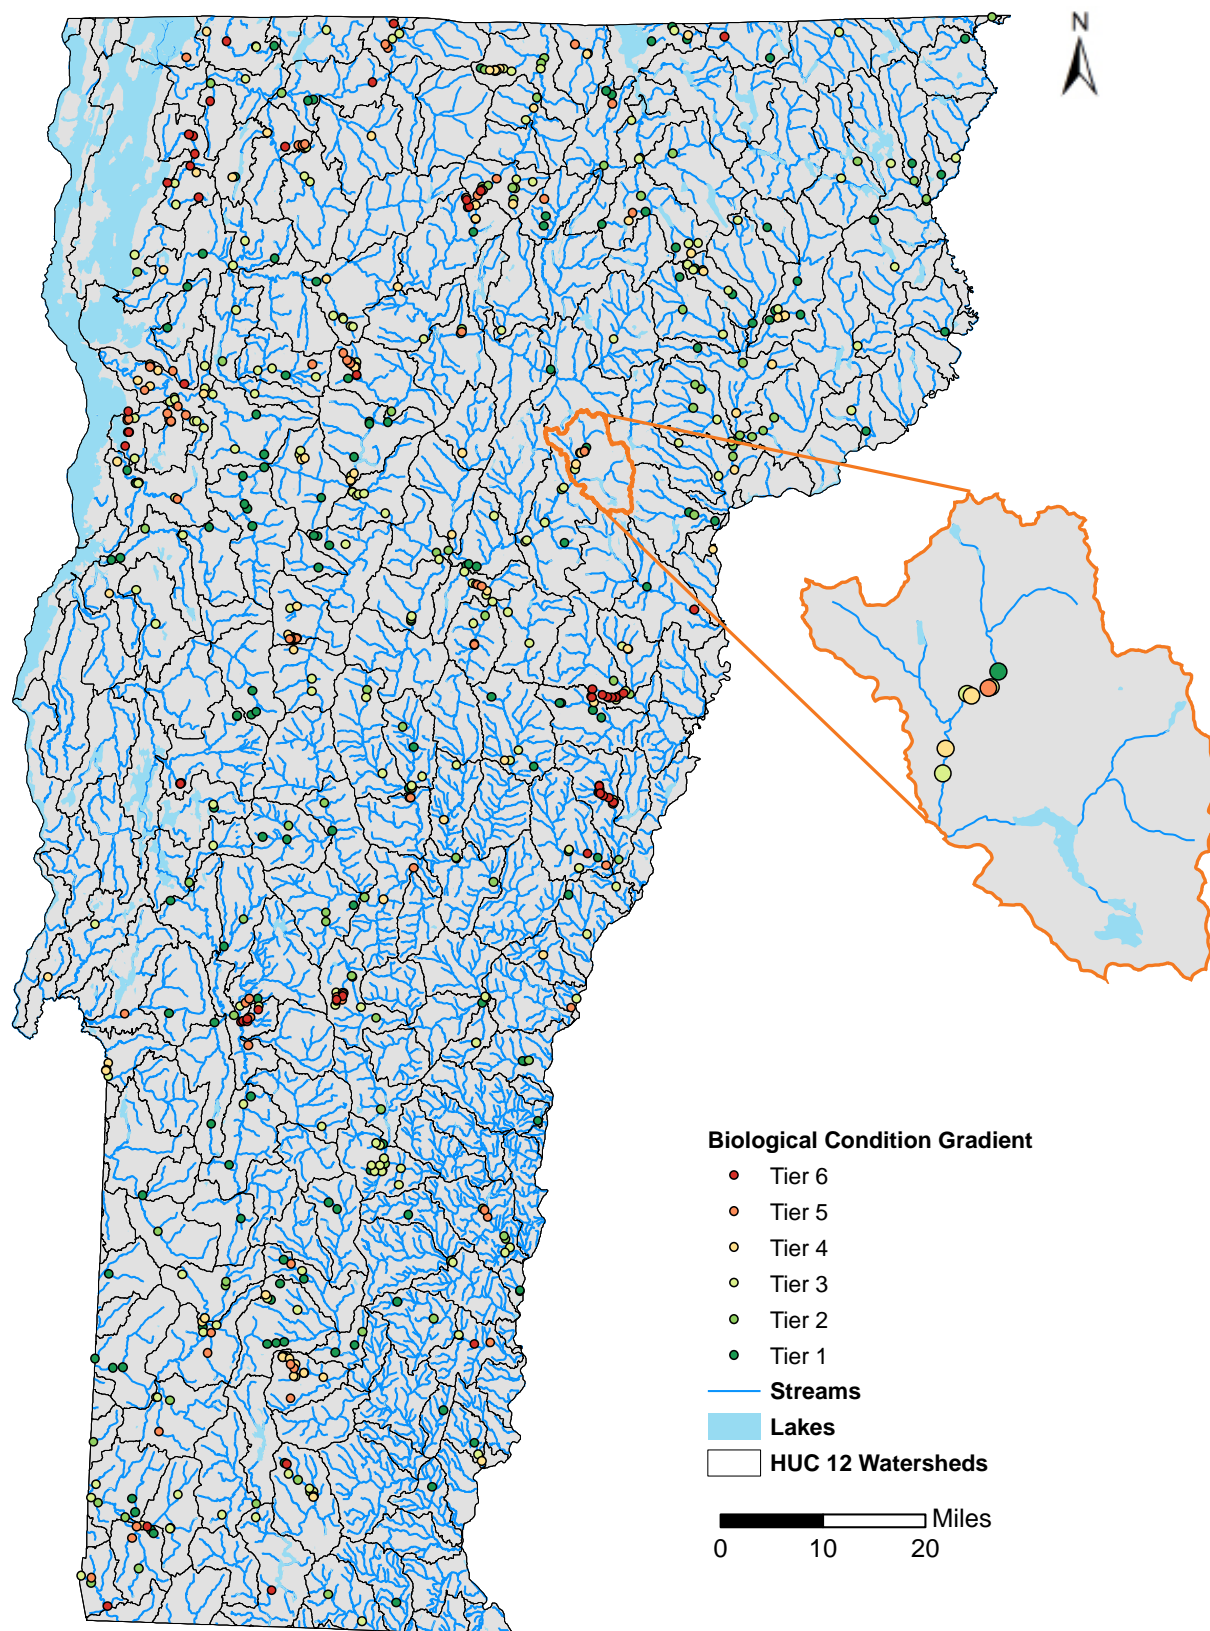 N
Biological Condition Gradient
Tier 6
Tier 5
Tier 4
Tier 3
Tier 2
Tier 1
Streams
Lakes
HUC 12 Watersheds
Miles
0 10 20